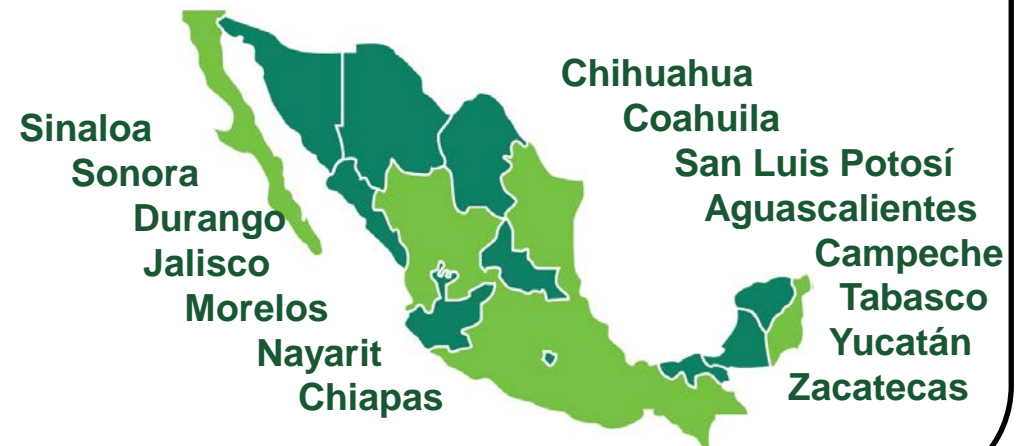 Sinaloa
Sonora
Durango
Jalisco
Morelos
Nayarit
Chiapas
Chihuahua
Coahuila
San Luis Potosí
Aguascalientes
Campeche
Tabasco
Yucatán
Zacatecas